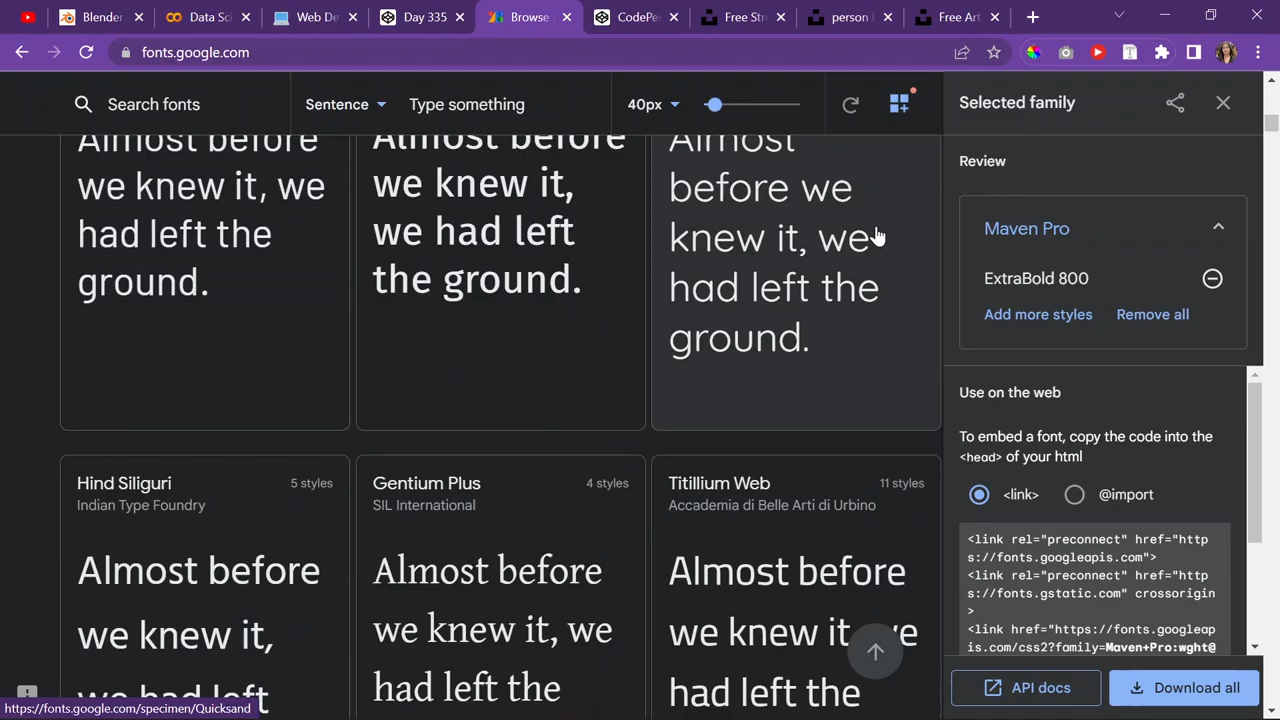 Blender
Data Sc
Web De
Day 335
Browse
CodePe
Free Str
person
Free Art
fonts.google.com
Search fonts
Sentence
Type something
40px
Selected family
Review
Maven Pro
ExtraBold 800
Add more styles
Remove all
Almost before
we knew it, we
had left the
ground.
Almost before
we knew it,
we had left
the ground.
Almost
before we
knew it, we
had left the
ground.
Hind Siliguri
5 styles
Indian Type Foundry
Almost before
we knew it,
we had left
Gentium Plus
4 styles
SIL International
Almost before
we knew it, we
had left the
Titillium Web
11 styles
Accademia di Belle Arti di Urbino
Almost before
we knew it, we
had left the
Use on the web
To embed a font, copy the code into the
<head> of your html
<link>
@import
<link rel="preconnect" href="http
s://fonts.googleapis.com">
<link rel="preconnect" href="http
s://fonts.gstatic.com" crossorigin
>
<link href="https://fonts.googleap
is.com/css2?family=Maven+Pro:wght@
API docs
Download all
https://fonts.google.com/specimen/Quicksand